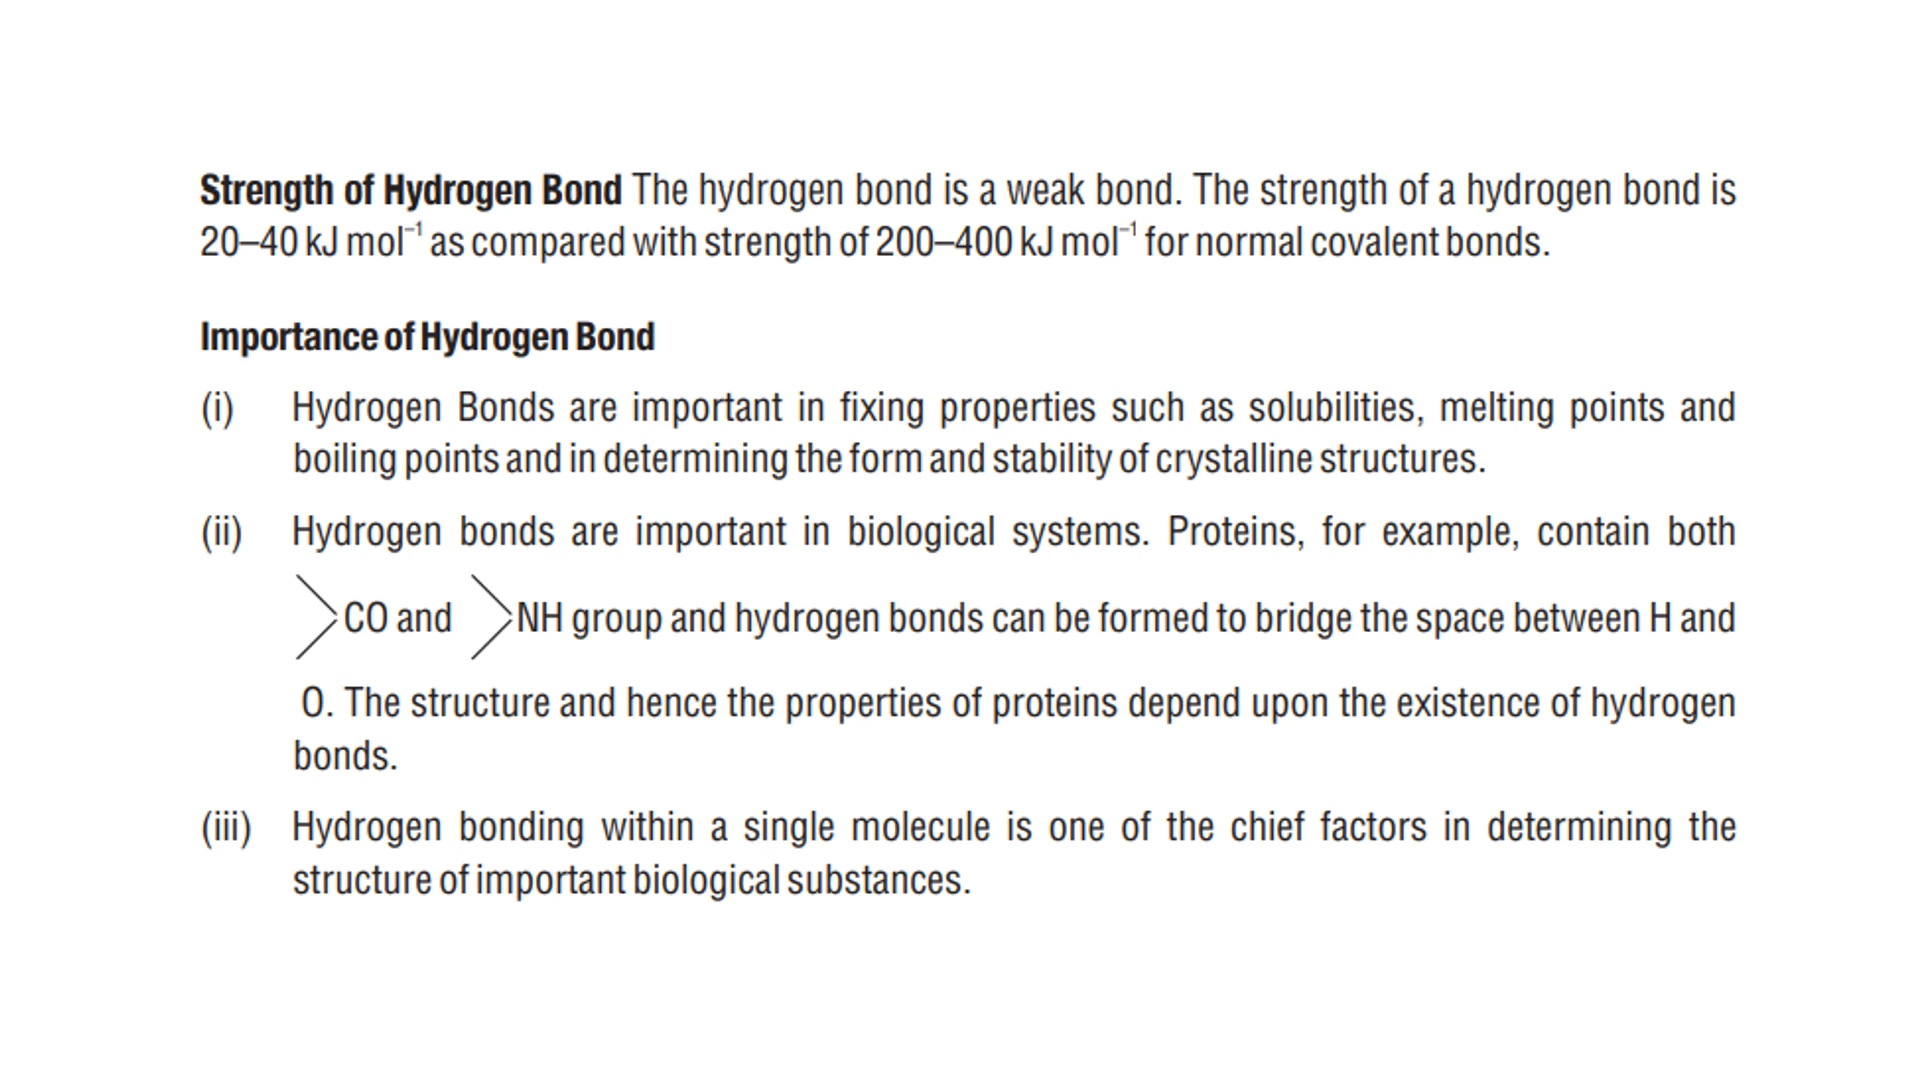 Strength of Hydrogen Bond The hydrogen bond is a weak bond. The strength of a hydrogen bond is
20–40 kJ mol⁻¹ as compared with strength of 200–400 kJ mol⁻¹ for normal covalent bonds.
Importance of Hydrogen Bond
(i) Hydrogen Bonds are important in fixing properties such as solubilities, melting points and
boiling points and in determining the form and stability of crystalline structures.
(ii) Hydrogen bonds are important in biological systems. Proteins, for example, contain both
>CO and >NH group and hydrogen bonds can be formed to bridge the space between H and
O. The structure and hence the properties of proteins depend upon the existence of hydrogen
bonds.
(iii) Hydrogen bonding within a single molecule is one of the chief factors in determining the
structure of important biological substances.